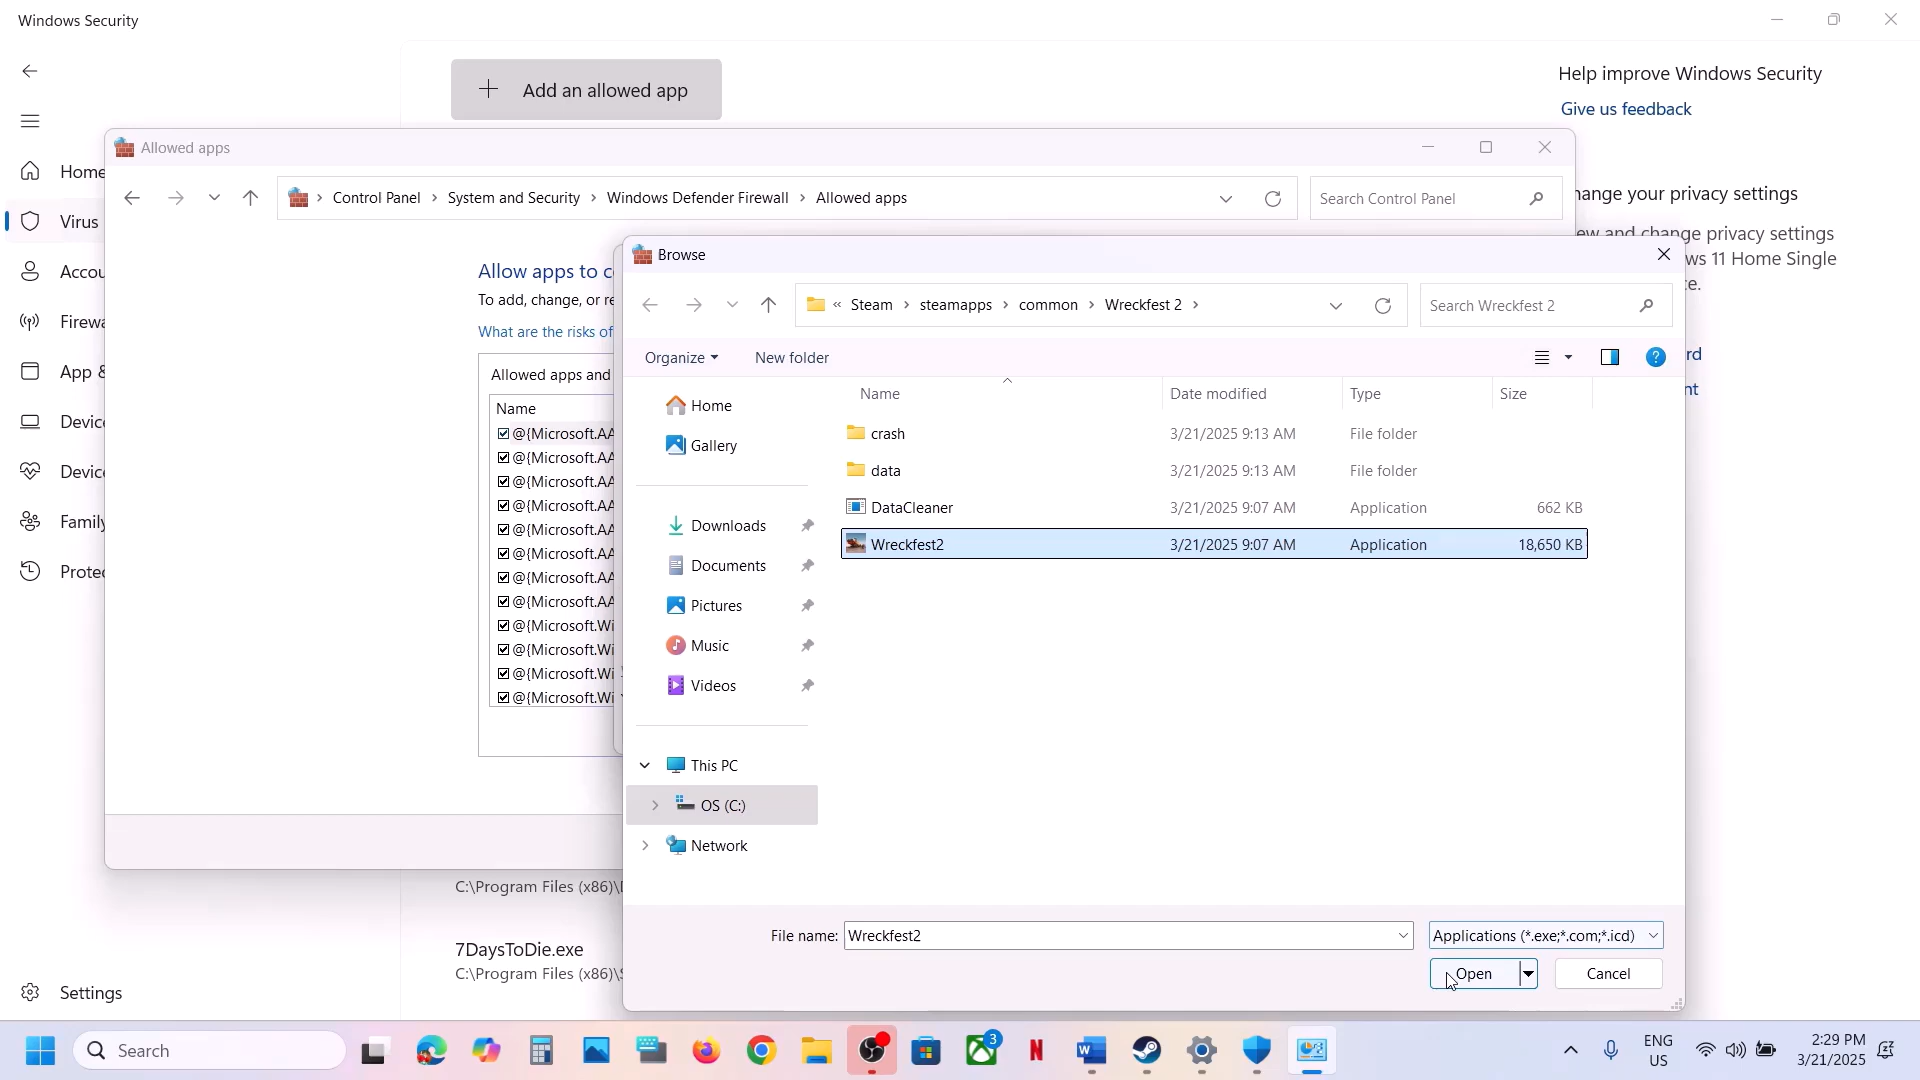 Windows Security
Add an allowed app
Help improve Windows Security
Give us feedback
Home
Virus
Accou
Firewa
App &
Devic
Devic
Family
Protec
Settings
hange your privacy settings
ew and change privacy settings
ws 11 Home Single
ce.
rd
nt
Allowed apps
Control Panel > System and Security > Windows Defender Firewall > Allowed apps
Search Control Panel
Allow apps to c
To add, change, or re
What are the risks of
Allowed apps and
Name
@{Microsoft.AA
@{Microsoft.AA
@{Microsoft.AA
@{Microsoft.AA
@{Microsoft.AA
@{Microsoft.AA
@{Microsoft.AA
@{Microsoft.AA
@{Microsoft.Wi
@{Microsoft.Wi
@{Microsoft.Wi
@{Microsoft.Wi
Browse
« Steam > steamapps > common > Wreckfest 2 >
Search Wreckfest 2
Organize
New folder
Home
Gallery
Downloads
Documents
Pictures
Music
Videos
This PC
OS (C:)
Network
Name Date modified Type Size
crash 3/21/2025 9:13 AM File folder
data 3/21/2025 9:13 AM File folder
DataCleaner 3/21/2025 9:07 AM Application 662 KB
Wreckfest2 3/21/2025 9:07 AM Application 18,650 KB
File name: Wreckfest2
Applications (*.exe;*.com;*.icd)
Open
Cancel
C:\Program Files (x86)\
7DaysToDie.exe
C:\Program Files (x86)\S
Search
3
ENG
US
2:29 PM
3/21/2025